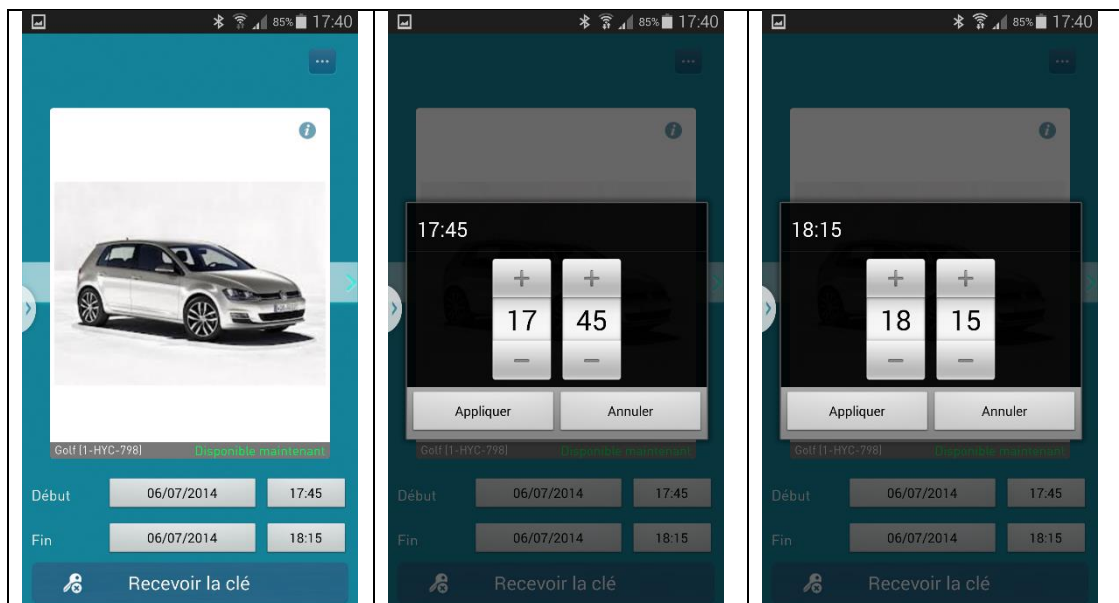 85% 17:40
Golf [1-HYC-798] Disponible maintenant
Début 06/07/2014 17:45
Fin 06/07/2014 18:15
Recevoir la clé
85% 17:40
17:45
17 45
Appliquer Annuler
Golf [1-HYC-798] Disponible maintenant
Début 06/07/2014 17:45
Fin 06/07/2014 18:15
Recevoir la clé
85% 17:40
18:15
18 15
Appliquer Annuler
Golf [1-HYC-798] Disponible maintenant
Début 06/07/2014 17:45
Fin 06/07/2014 18:15
Recevoir la clé